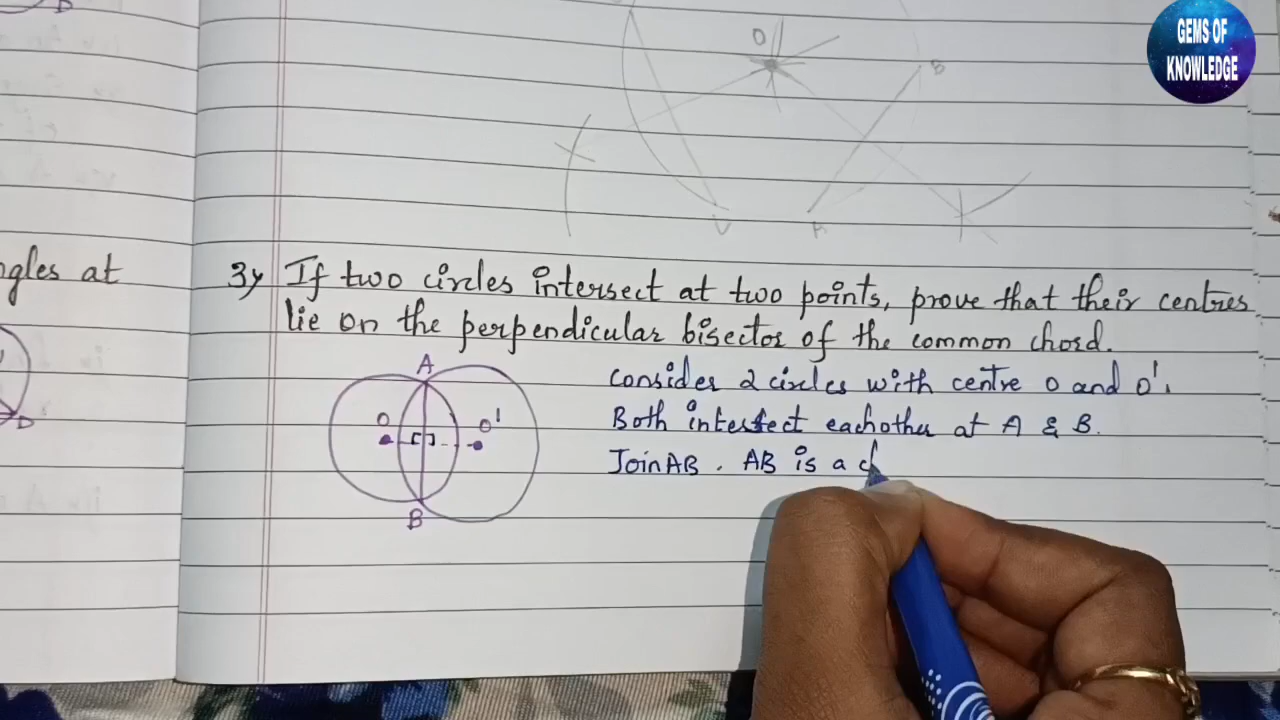 D
O
B
GEMS OF
KNOWLEDGE
ngles at
D
3) If two circles intersect at two points, prove that their centres
lie on the perpendicular bisector of the common chord.
A
O
O'
B
Consider 2 circles with centre O and O'.
Both intersect each other at A & B.
Join AB. AB is a c